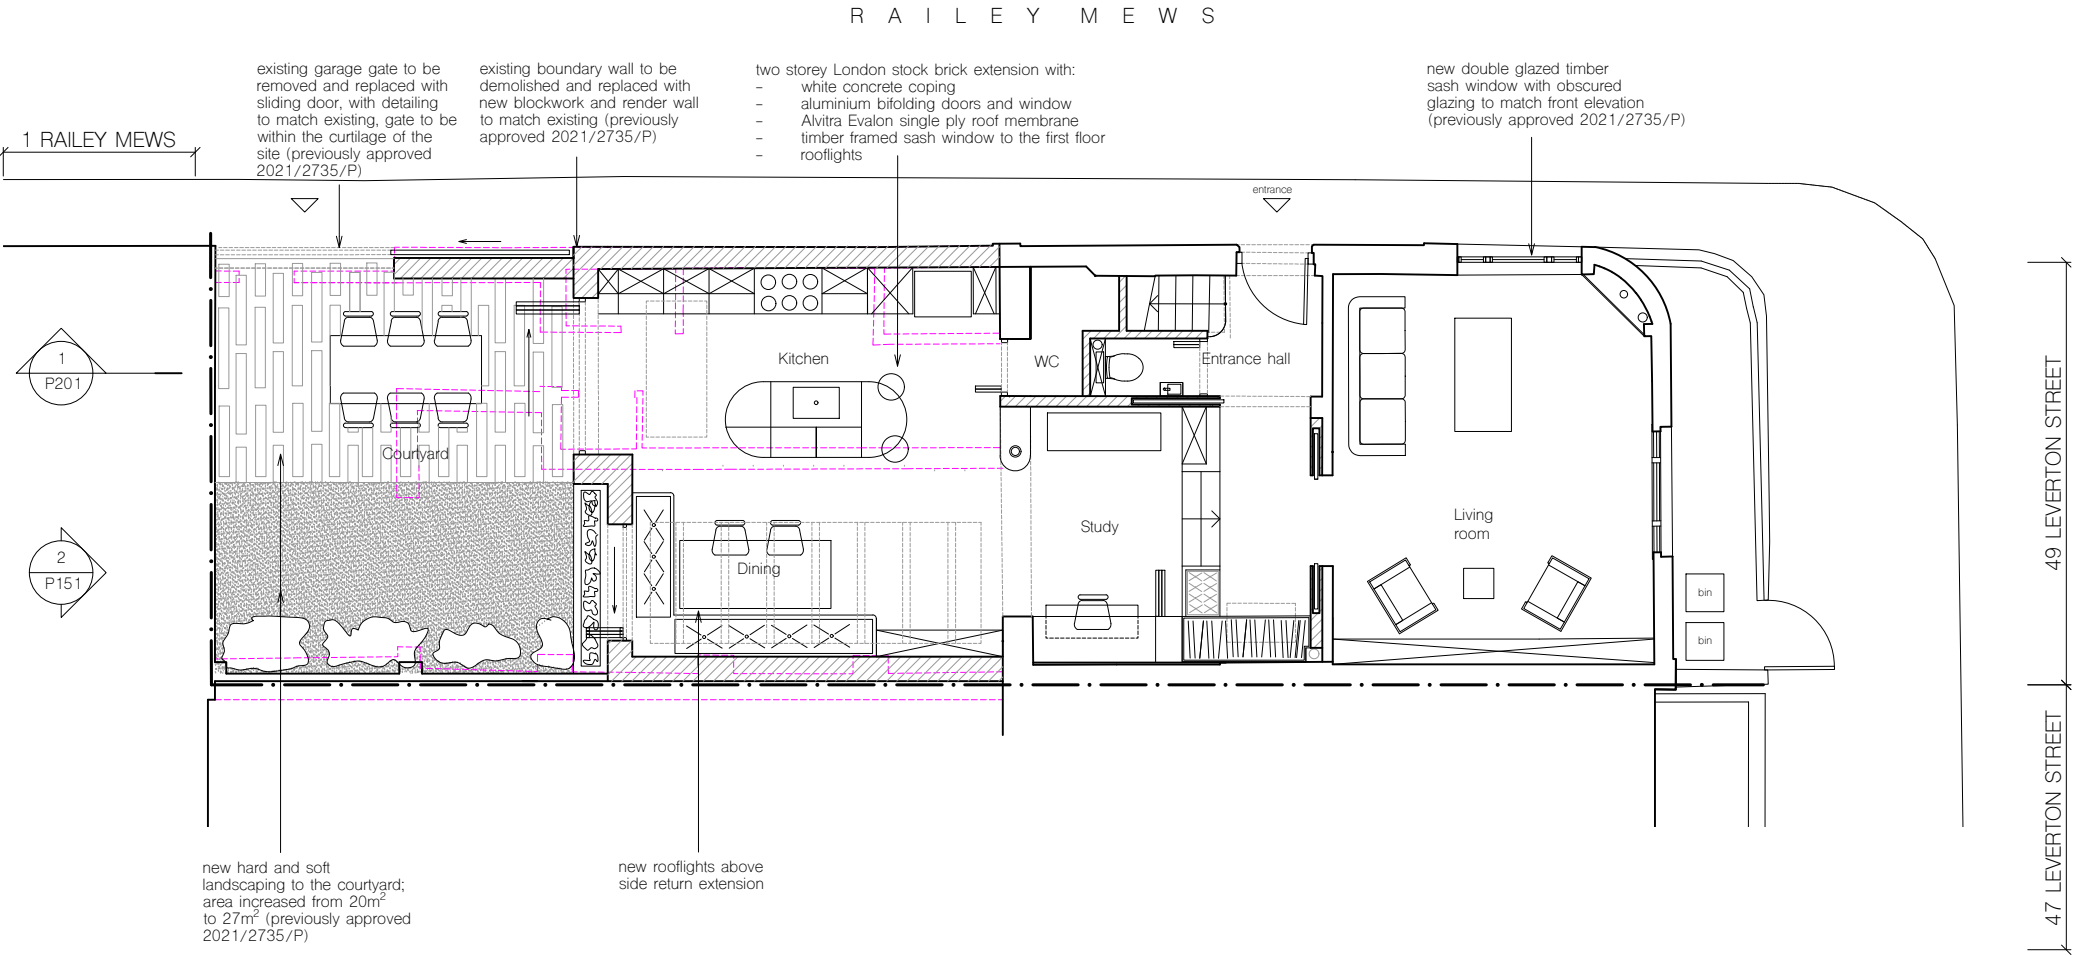 RAILEY MEWS
existing garage gate to be
removed and replaced with
sliding door, with detailing
to match existing, gate to be
within the curtilage of the
site (previously approved
2021/2735/P)
existing boundary wall to be
demolished and replaced with
new blockwork and render wall
to match existing (previously
approved 2021/2735/P)
two storey London stock brick extension with:
- white concrete coping
- aluminium bifolding doors and window
- Alvitra Evalon single ply roof membrane
- timber framed sash window to the first floor
- rooflights
new double glazed timber
sash window with obscured
glazing to match front elevation
(previously approved 2021/2735/P)
1 RAILEY MEWS
entrance
1
P201
Kitchen
WC
Entrance hall
Courtyard
2
P151
Dining
Study
Living
room
bin
bin
49 LEVERTON STREET
47 LEVERTON STREET
new hard and soft
landscaping to the courtyard;
area increased from 20m²
to 27m² (previously approved
2021/2735/P)
new rooflights above
side return extension